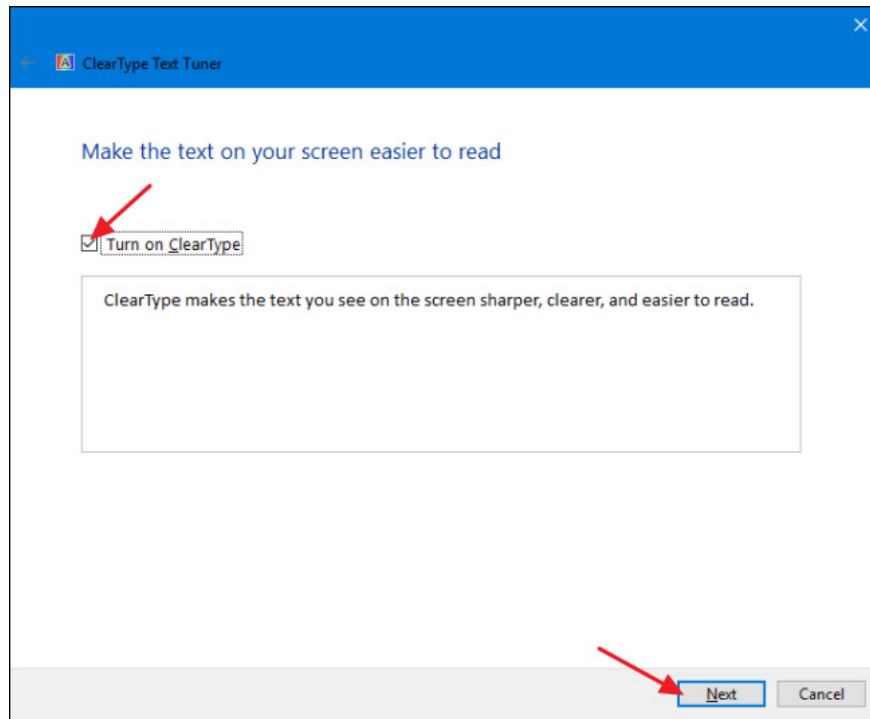 ClearType Text Tuner
Make the text on your screen easier to read
Turn on ClearType
ClearType makes the text you see on the screen sharper, clearer, and easier to read.
Next
Cancel